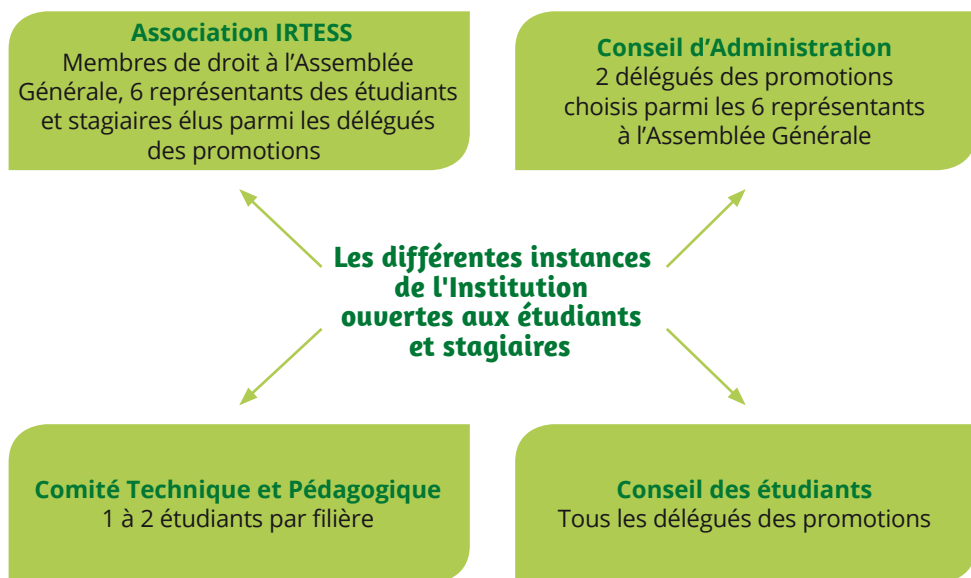 Association IRTESS
Membres de droit à l’Assemblée
Générale, 6 représentants des étudiants
et stagiaires élus parmi les délégués
des promotions
Conseil d’Administration
2 délégués des promotions
choisis parmi les 6 représentants
à l’Assemblée Générale
Les différentes instances
de l'Institution
ouvertes aux étudiants
et stagiaires
Comité Technique et Pédagogique
1 à 2 étudiants par filière
Conseil des étudiants
Tous les délégués des promotions